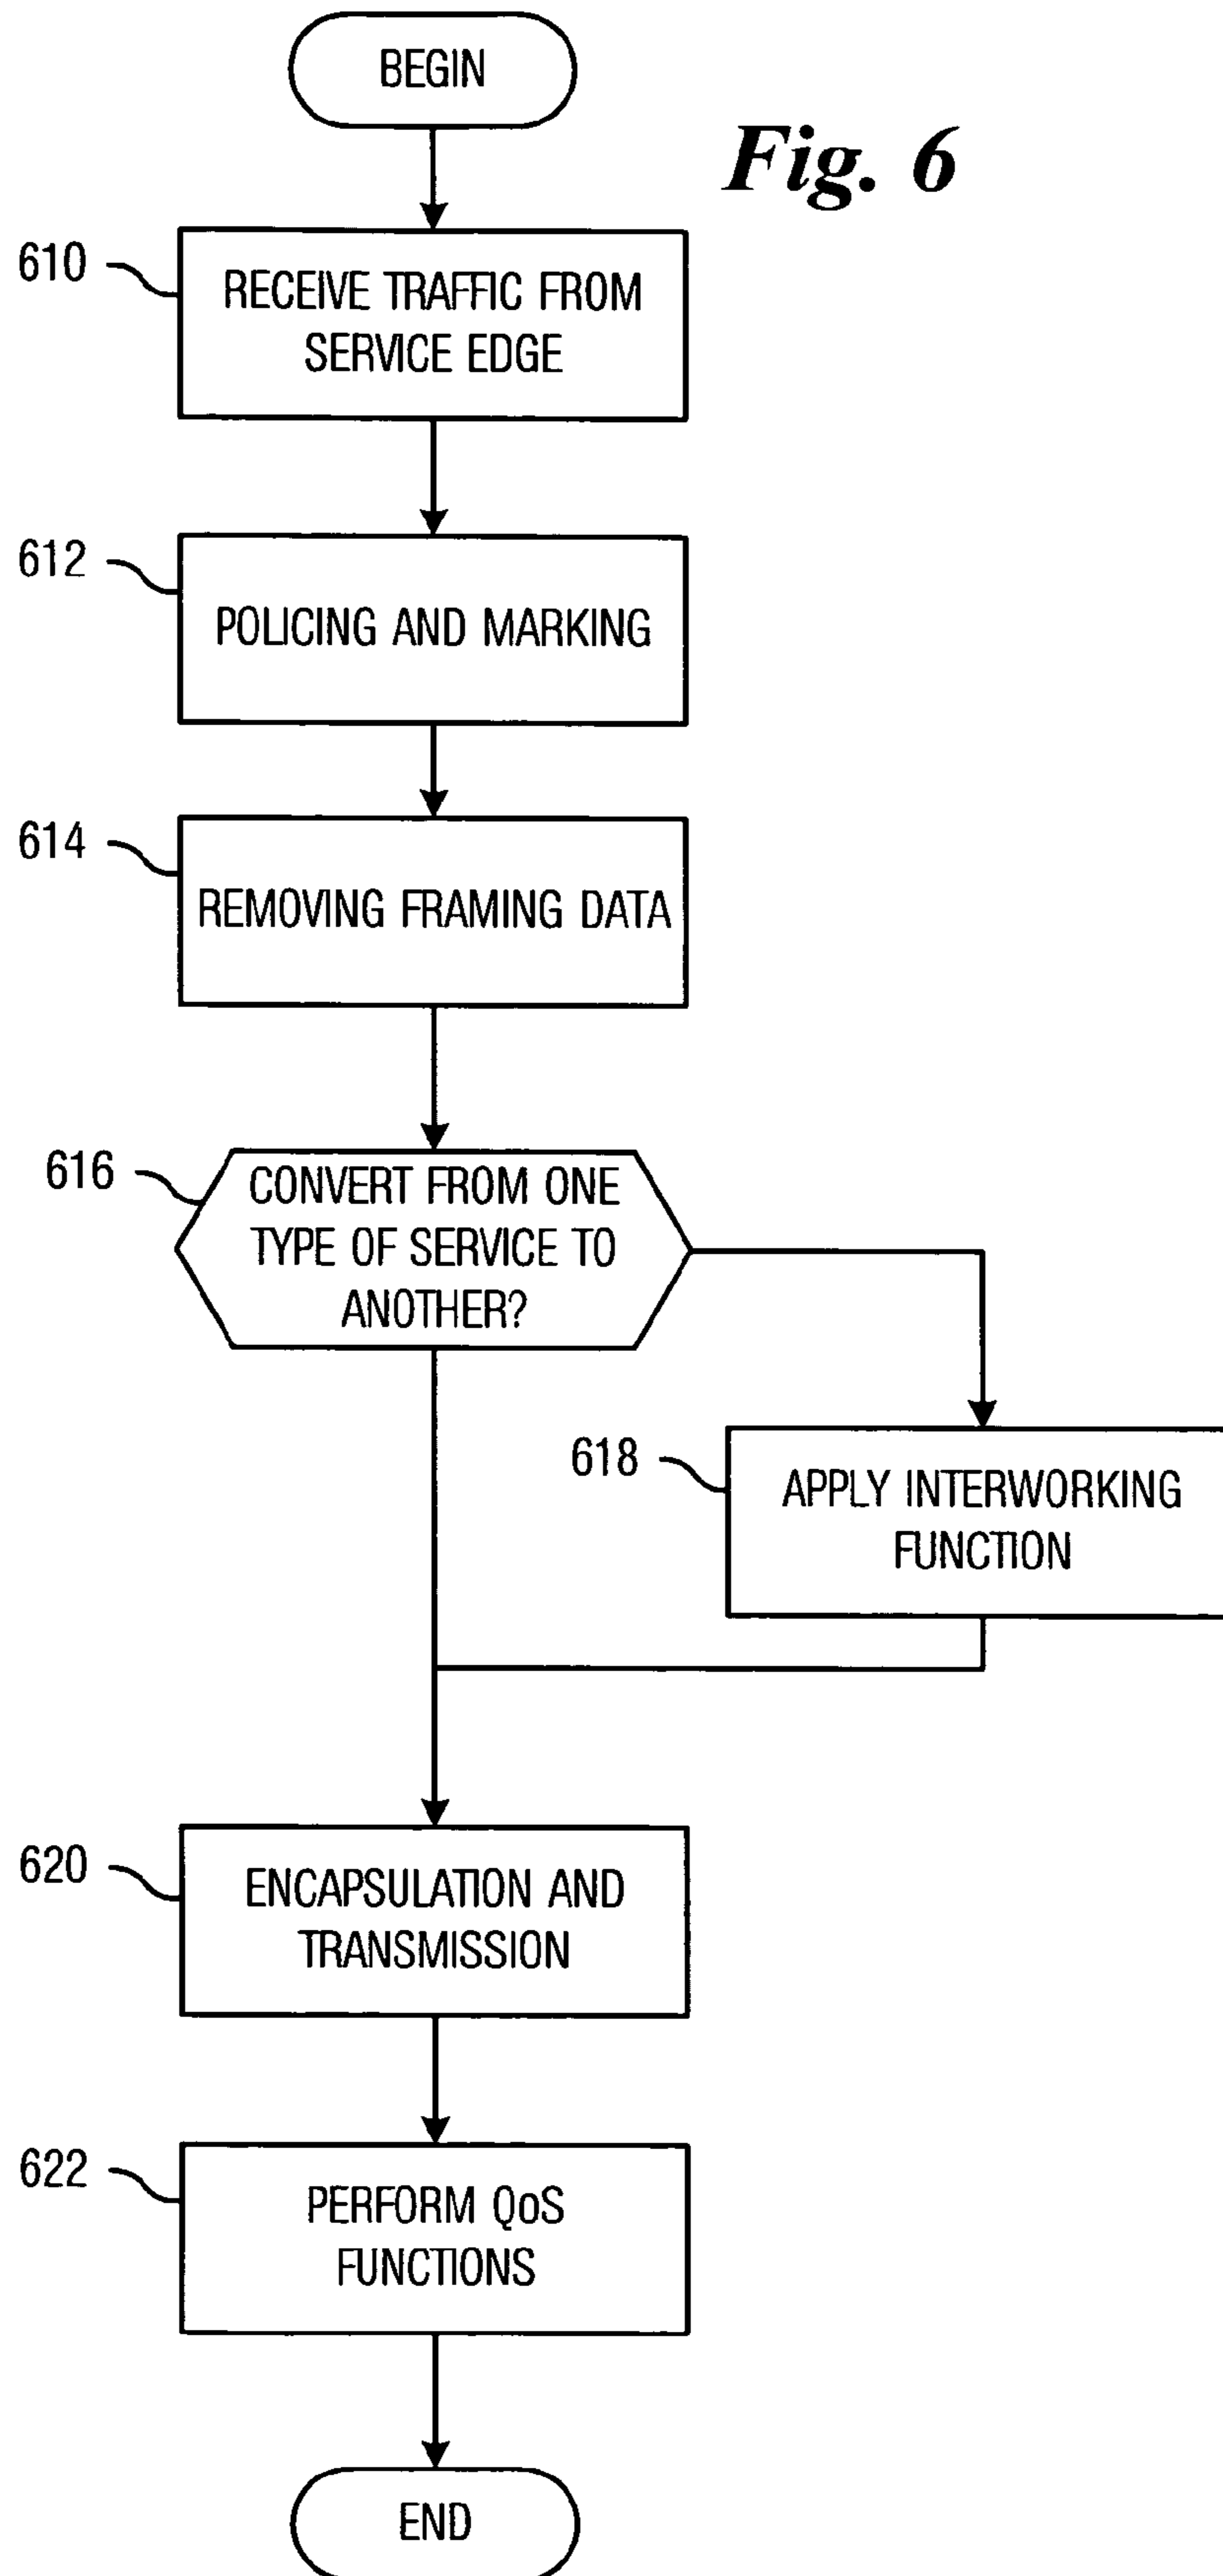 BEGIN
Fig. 6
610
RECEIVE TRAFFIC FROM
SERVICE EDGE
612
POLICING AND MARKING
614
REMOVING FRAMING DATA
616
CONVERT FROM ONE
TYPE OF SERVICE TO
ANOTHER?
618
APPLY INTERWORKING
FUNCTION
620
ENCAPSULATION AND
TRANSMISSION
622
PERFORM QoS
FUNCTIONS
END